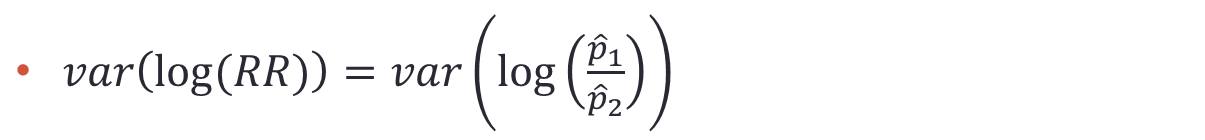 • var(log(RR)) = var(log(p̂₁/p̂₂))